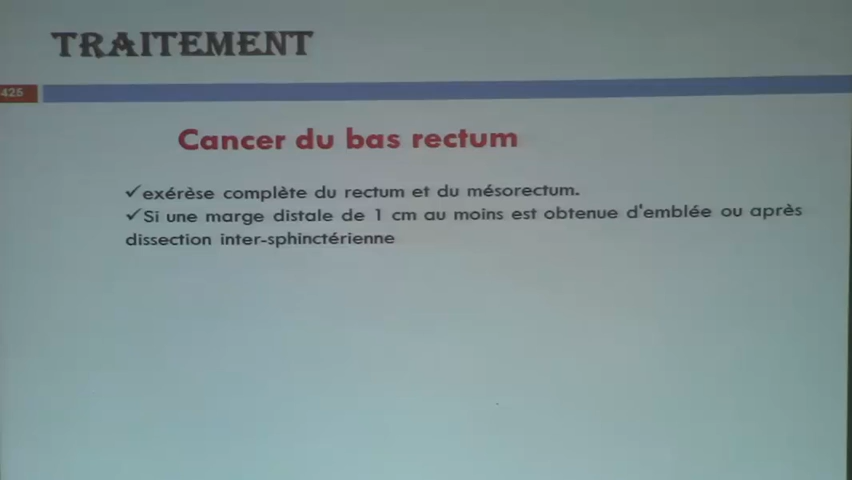 TRAITEMENT
425
Cancer du bas rectum
✓exérèse complète du rectum et du mésorectum.
✓Si une marge distale de 1 cm au moins est obtenue d'emblée ou après
dissection inter-sphinctérienne